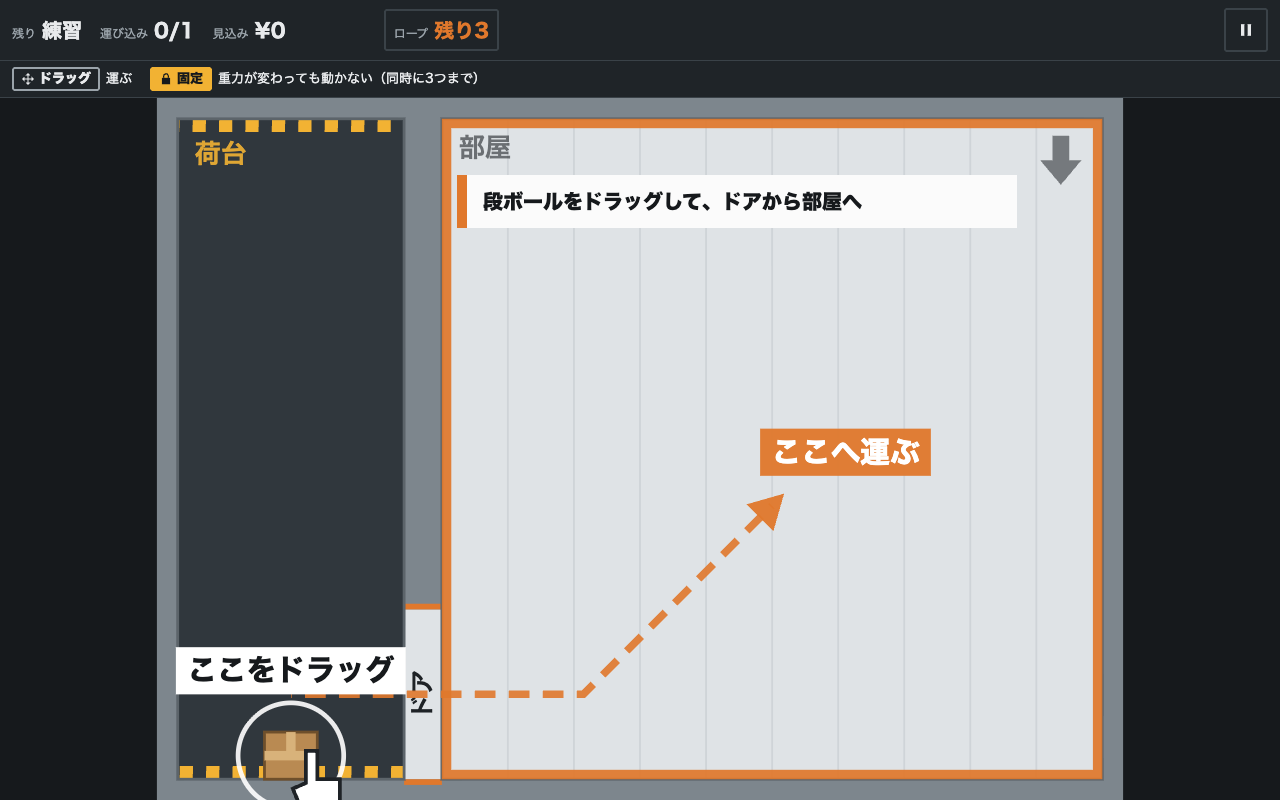 残り 練習 運び込み 0/1 見込み ¥0 ロープ 残り3
ドラッグ 運ぶ 固定 重力が変わっても動かない（同時に3つまで）
荷台
部屋
段ボールをドラッグして、ドアから部屋へ
ここへ運ぶ
ここをドラッグ
ドア